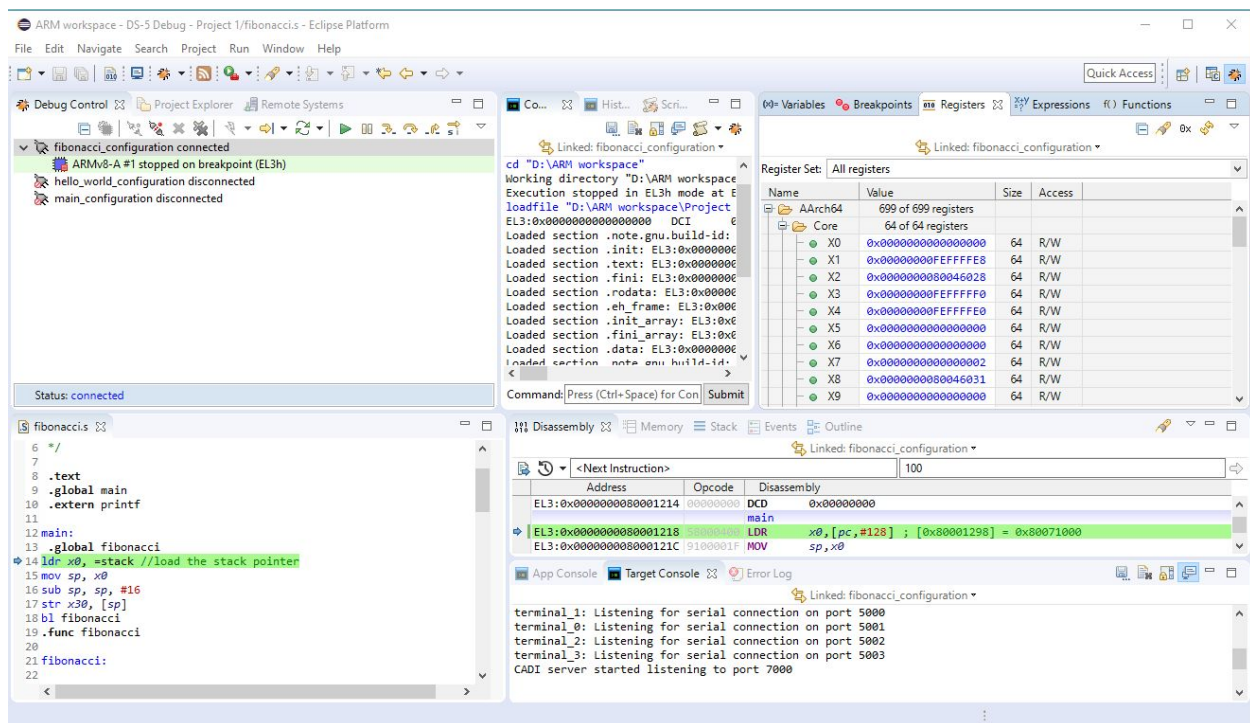 ARM workspace - DS-5 Debug - Project 1/fibonacci.s - Eclipse Platform
File Edit Navigate Search Project Run Window Help
Quick Access
Debug Control Project Explorer Remote Systems
fibonacci_configuration connected
ARMv8-A #1 stopped on breakpoint (EL3h)
hello_world_configuration disconnected
main_configuration disconnected
Status: connected
Co... Hist... Scri...
Linked: fibonacci_configuration
cd "D:\ARM workspace"
Working directory "D:\ARM workspace
Execution stopped in EL3h mode at E
loadfile "D:\ARM workspace\Project
EL3:0x0000000000000000 DCI
Loaded section .note.gnu.build-id:
Loaded section .init: EL3:0x0000000
Loaded section .text: EL3:0x0000000
Loaded section .fini: EL3:0x0000000
Loaded section .rodata: EL3:0x00000
Loaded section .eh_frame: EL3:0x000
Loaded section .init_array: EL3:0x0
Loaded section .fini_array: EL3:0x0
Loaded section .data: EL3:0x0000000
Loaded section .note.gnu.build-id:
Command: Press (Ctrl+Space) for Con Submit
(x)= Variables Breakpoints Registers Expressions f() Functions
Linked: fibonacci_configuration
Register Set: All registers
Name Value Size Access
AArch64 699 of 699 registers
Core 64 of 64 registers
X0 0x0000000000000000 64 R/W
X1 0x00000000FEFFFFE8 64 R/W
X2 0x0000000080046028 64 R/W
X3 0x00000000FEFFFFF0 64 R/W
X4 0x00000000FEFFFFE0 64 R/W
X5 0x0000000000000000 64 R/W
X6 0x0000000000000000 64 R/W
X7 0x0000000000000002 64 R/W
X8 0x0000000080046031 64 R/W
X9 0x0000000000000000 64 R/W
fibonacci.s
6 */
7
8 .text
9 .global main
10 .extern printf
11
12 main:
13 .global fibonacci
14 ldr x0, =stack //load the stack pointer
15 mov sp, x0
16 sub sp, sp, #16
17 str x30, [sp]
18 bl fibonacci
19 .func fibonacci
20
21 fibonacci:
22
Disassembly Memory Stack Events Outline
Linked: fibonacci_configuration
<Next Instruction> 100
Address Opcode Disassembly
EL3:0x0000000080001214 00000000 DCD 0x00000000
main
EL3:0x0000000080001218 58000400 LDR x0,[pc,#128] ; [0x80001298] = 0x80071000
EL3:0x000000008000121C 9100001F MOV sp,x0
App Console Target Console Error Log
Linked: fibonacci_configuration
terminal_1: Listening for serial connection on port 5000
terminal_0: Listening for serial connection on port 5001
terminal_2: Listening for serial connection on port 5002
terminal_3: Listening for serial connection on port 5003
CADI server started listening to port 7000